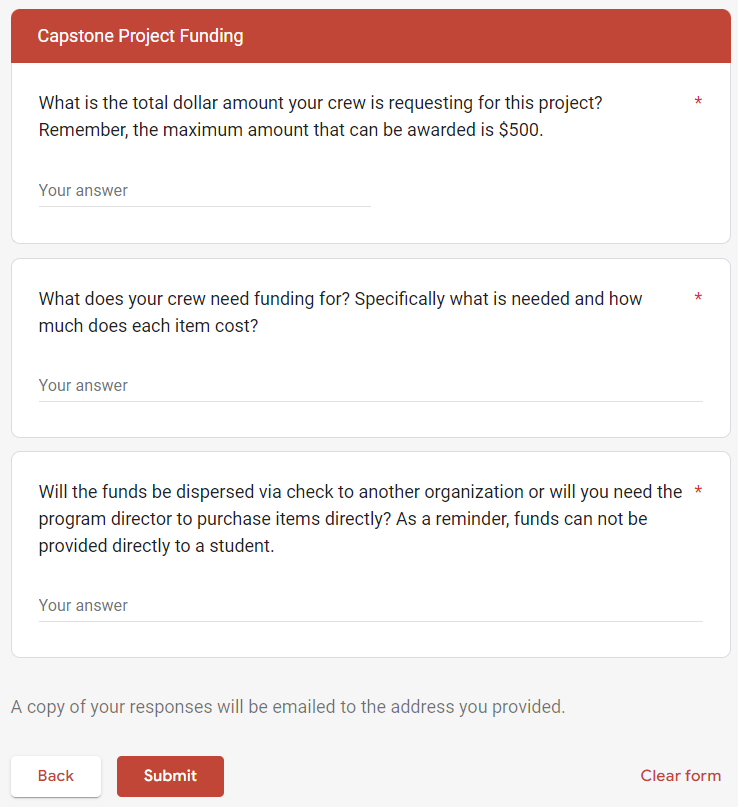 Capstone Project Funding
What is the total dollar amount your crew is requesting for this project? *
Remember, the maximum amount that can be awarded is $500.
Your answer
What does your crew need funding for? Specifically what is needed and how *
much does each item cost?
Your answer
Will the funds be dispersed via check to another organization or will you need the *
program director to purchase items directly? As a reminder, funds can not be
provided directly to a student.
Your answer
A copy of your responses will be emailed to the address you provided.
Back Submit Clear form